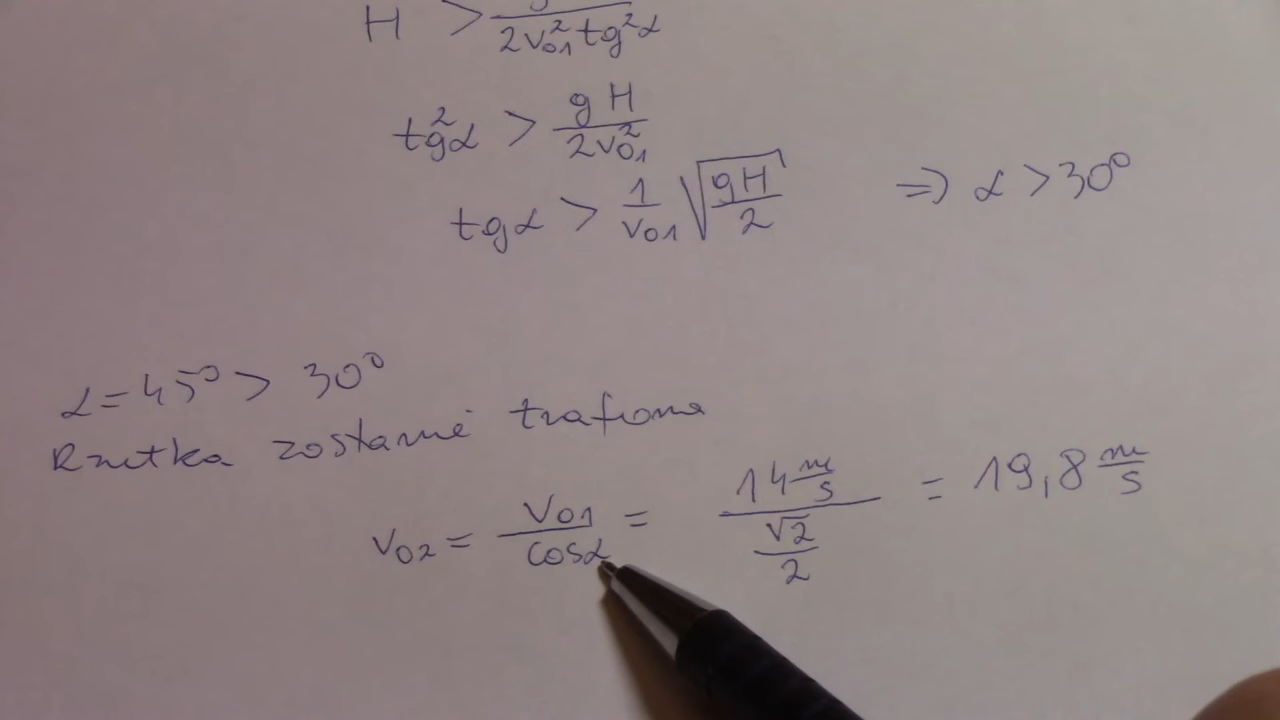 H > g / 2v₀₁² tg²α
tg²α > gH / 2v₀₁²
tgα > 1/v₀₁ √(gH/2) ⇒ α > 30°
α = 45° > 30°
Rzutka zostanie trafiona
v₀₂ = v₀₁ / cosα = 14 m/s / (√2/2) = 19,8 m/s